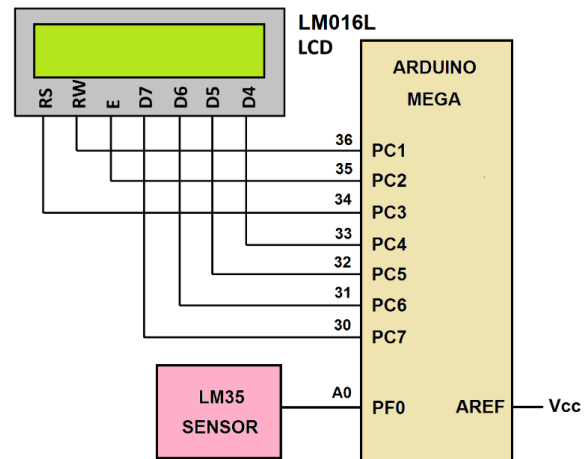 LM016L
LCD
RS RW E D7 D6 D5 D4
ARDUINO
MEGA
36 PC1
35 PC2
34 PC3
33 PC4
32 PC5
31 PC6
30 PC7
LM35
SENSOR
A0 PF0 AREF Vcc